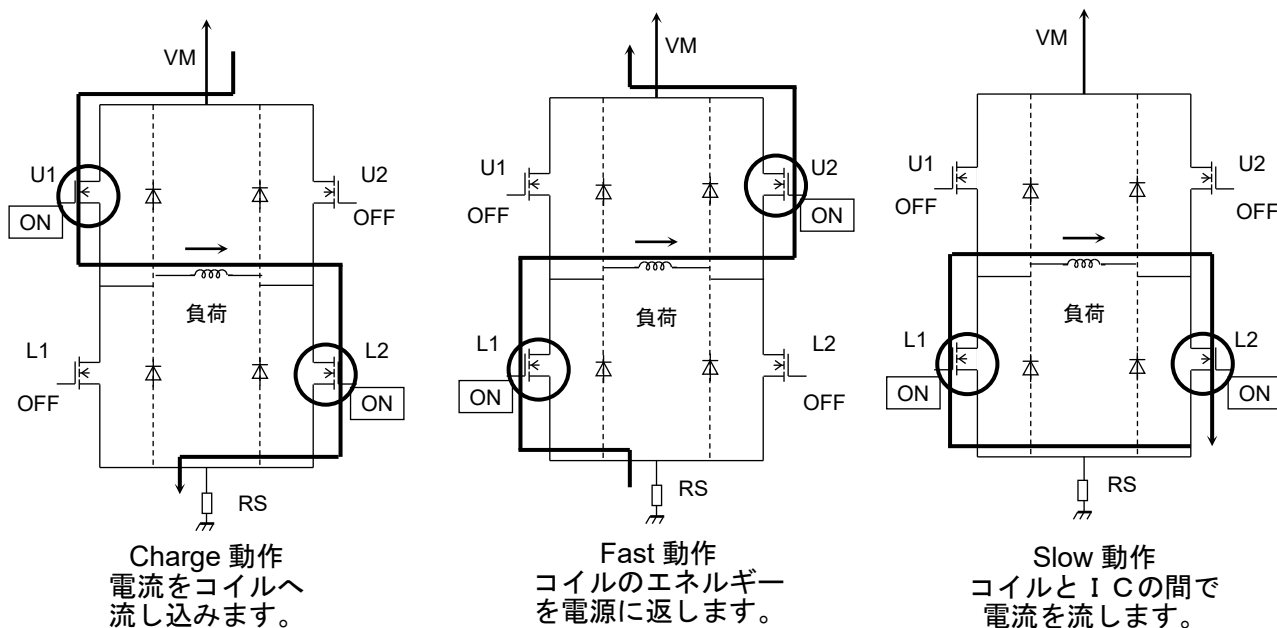 VM
U1
ON
U2
OFF
負荷
L1
OFF
L2
ON
RS
Charge 動作
電流をコイルへ
流し込みます。
VM
U1
OFF
U2
ON
負荷
L1
ON
L2
OFF
RS
Fast 動作
コイルのエネルギー
を電源に返します。
VM
U1
OFF
U2
OFF
負荷
L1
ON
L2
ON
RS
Slow 動作
コイルとＩＣの間で
電流を流します。